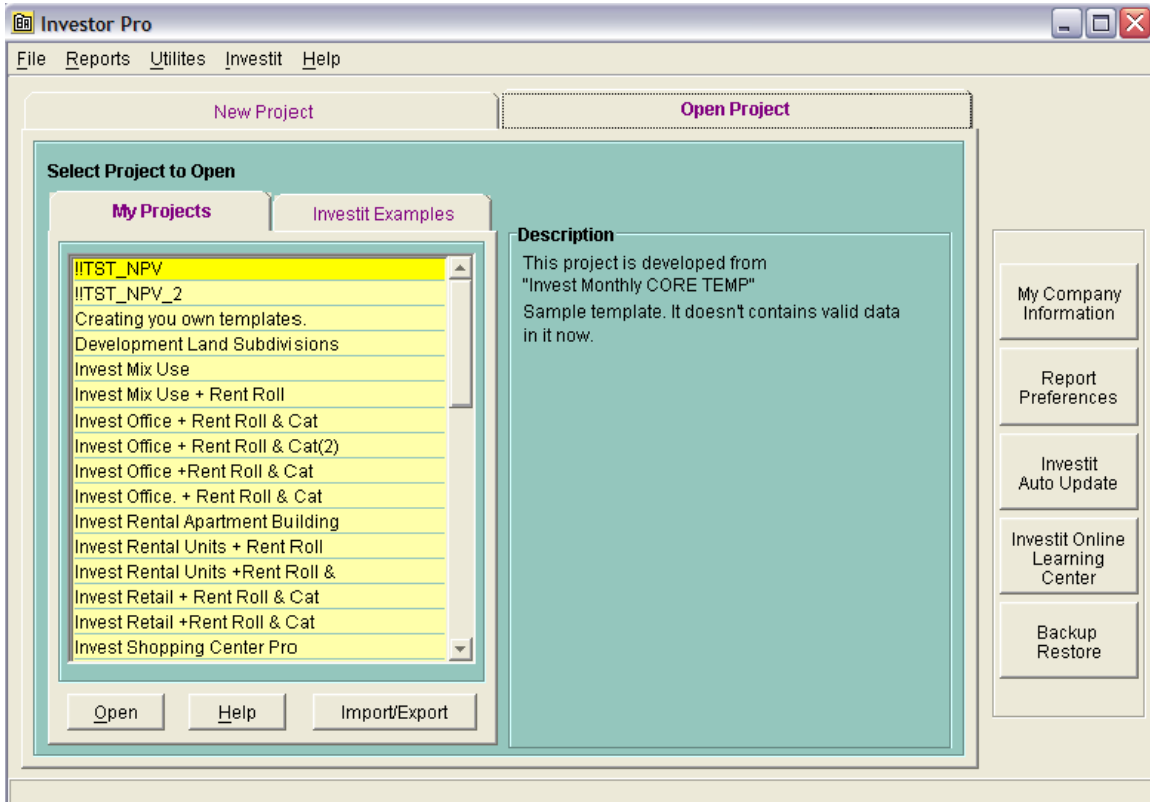 Investor Pro
File Reports Utilites Investit Help
New Project
Open Project
Select Project to Open
My Projects
Investit Examples
!!TST_NPV
!!TST_NPV_2
Creating you own templates.
Development Land Subdivisions
Invest Mix Use
Invest Mix Use + Rent Roll
Invest Office + Rent Roll & Cat
Invest Office + Rent Roll & Cat(2)
Invest Office +Rent Roll & Cat
Invest Office. + Rent Roll & Cat
Invest Rental Apartment Building
Invest Rental Units + Rent Roll
Invest Rental Units +Rent Roll &
Invest Retail + Rent Roll & Cat
Invest Retail +Rent Roll & Cat
Invest Shopping Center Pro
Open
Help
Import/Export
Description
This project is developed from
"Invest Monthly CORE TEMP"
Sample template. It doesn't contains valid data
in it now.
My Company
Information
Report
Preferences
Investit
Auto Update
Investit Online
Learning
Center
Backup
Restore